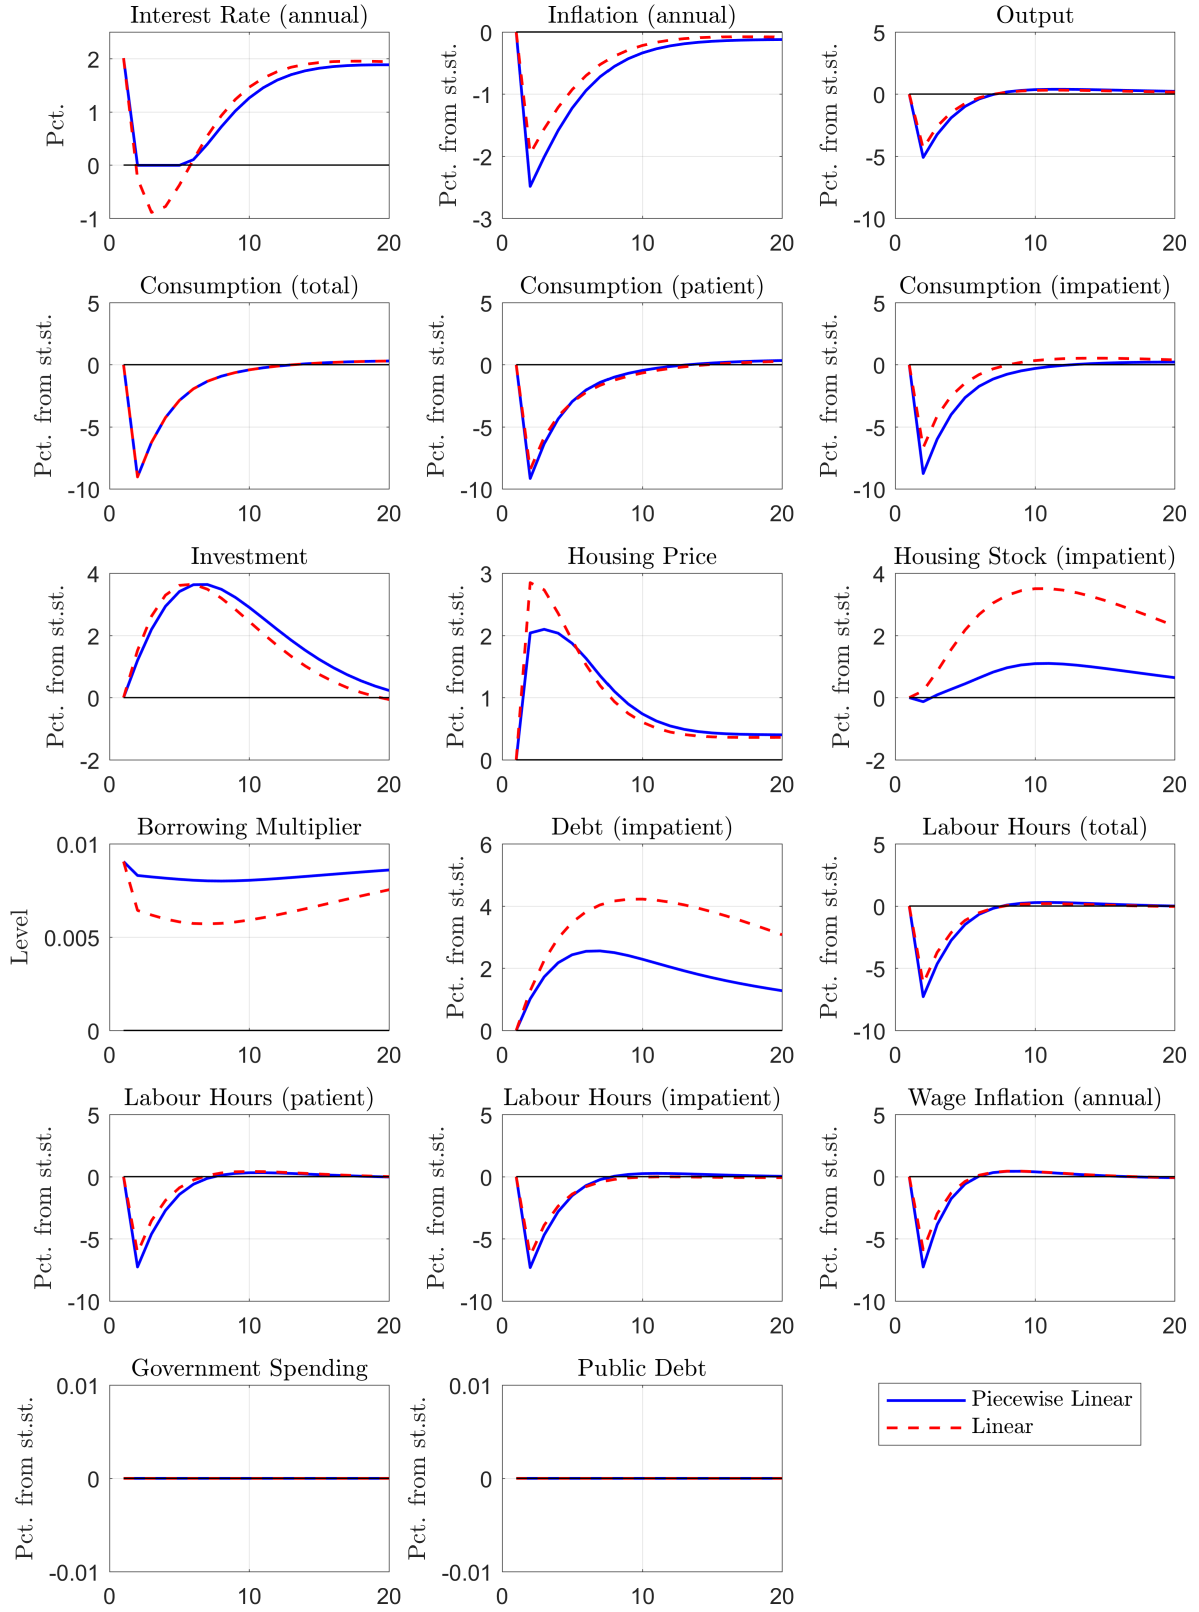 Interest Rate (annual)
Pct.
2
1
0
-1
0 10 20
Inflation (annual)
Pct. from st.st.
0
-1
-2
-3
0 10 20
Output
Pct. from st.st.
5
0
-5
-10
0 10 20
Consumption (total)
Pct. from st.st.
5
0
-5
-10
0 10 20
Consumption (patient)
Pct. from st.st.
5
0
-5
-10
0 10 20
Consumption (impatient)
Pct. from st.st.
5
0
-5
-10
0 10 20
Investment
Pct. from st.st.
4
2
0
-2
0 10 20
Housing Price
Pct. from st.st.
3
2
1
0
0 10 20
Housing Stock (impatient)
Pct. from st.st.
4
2
0
-2
0 10 20
Borrowing Multiplier
Level
0.01
0.005
0
0 10 20
Debt (impatient)
Pct. from st.st.
6
4
2
0
0 10 20
Labour Hours (total)
Pct. from st.st.
5
0
-5
-10
0 10 20
Labour Hours (patient)
Pct. from st.st.
5
0
-5
-10
0 10 20
Labour Hours (impatient)
Pct. from st.st.
5
0
-5
-10
0 10 20
Wage Inflation (annual)
Pct. from st.st.
5
0
-5
-10
0 10 20
Government Spending
Pct. from st.st.
0.01
0
-0.01
0 10 20
Public Debt
Pct. from st.st.
0.01
0
-0.01
0 10 20
Piecewise Linear
Linear